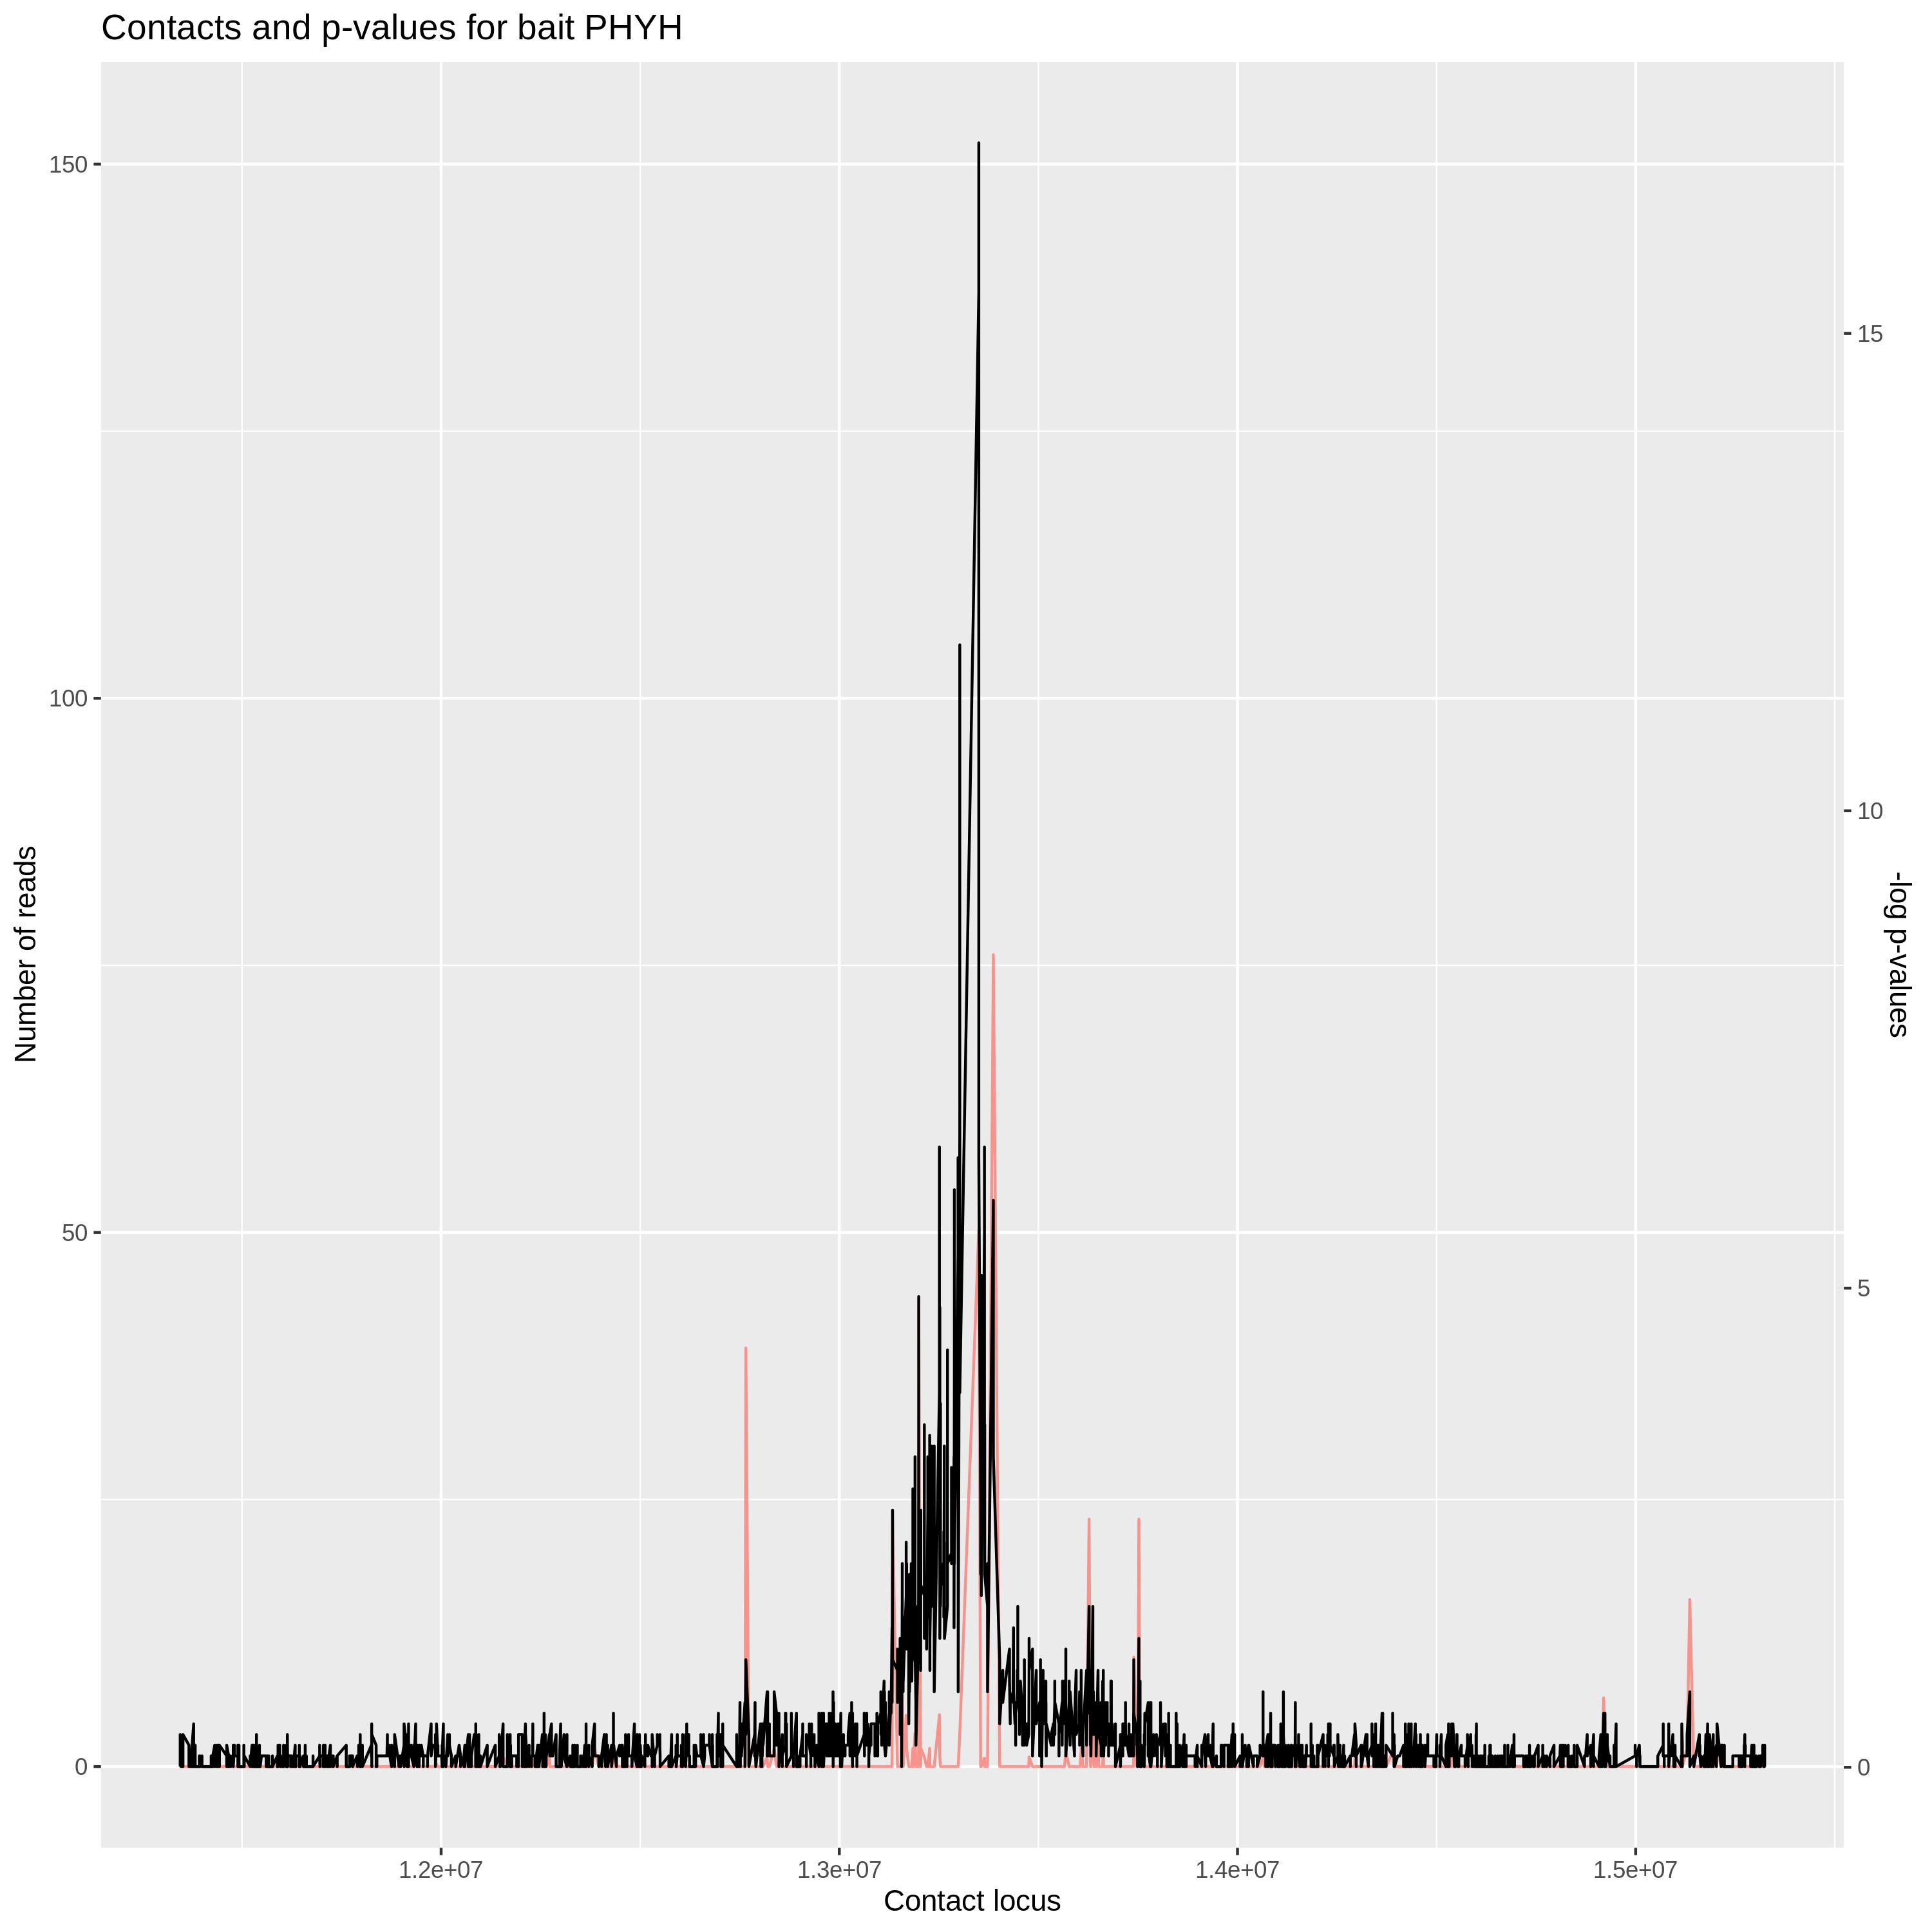 Contacts and p-values for bait PHYH
150
100
50
0
Number of reads
15
10
5
0
-log p-values
1.2e+07
1.3e+07
1.4e+07
1.5e+07
Contact locus